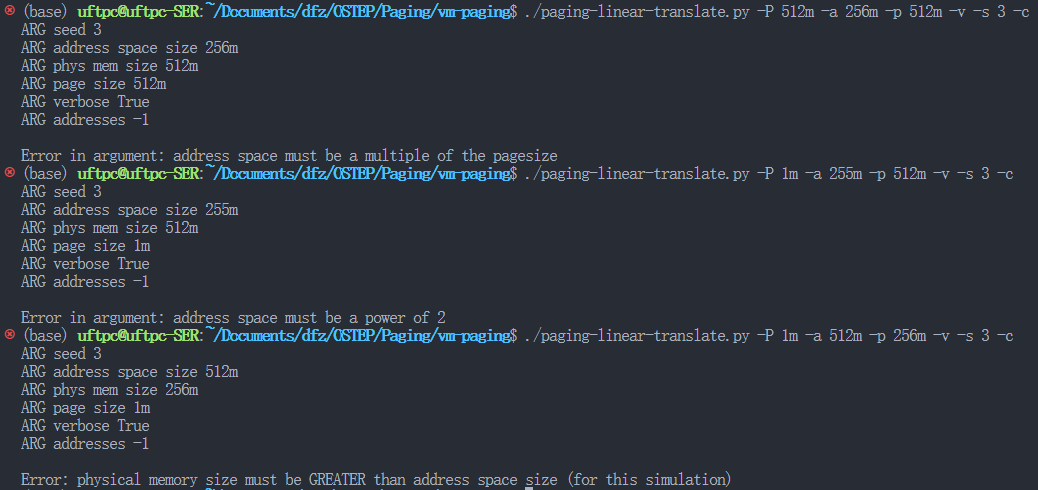 (base) uftpc@uftpc-SER:~/Documents/dfz/OSTEP/Paging/vm-paging$ ./paging-linear-translate.py -P 512m -a 256m -p 512m -v -s 3 -c
ARG seed 3
ARG address space size 256m
ARG phys mem size 512m
ARG page size 512m
ARG verbose True
ARG addresses -1
Error in argument: address space must be a multiple of the pagesize
(base) uftpc@uftpc-SER:~/Documents/dfz/OSTEP/Paging/vm-paging$ ./paging-linear-translate.py -P 1m -a 255m -p 512m -v -s 3 -c
ARG seed 3
ARG address space size 255m
ARG phys mem size 512m
ARG page size 1m
ARG verbose True
ARG addresses -1
Error in argument: address space must be a power of 2
(base) uftpc@uftpc-SER:~/Documents/dfz/OSTEP/Paging/vm-paging$ ./paging-linear-translate.py -P 1m -a 512m -p 256m -v -s 3 -c
ARG seed 3
ARG address space size 512m
ARG phys mem size 256m
ARG page size 1m
ARG verbose True
ARG addresses -1
Error: physical memory size must be GREATER than address space size (for this simulation)